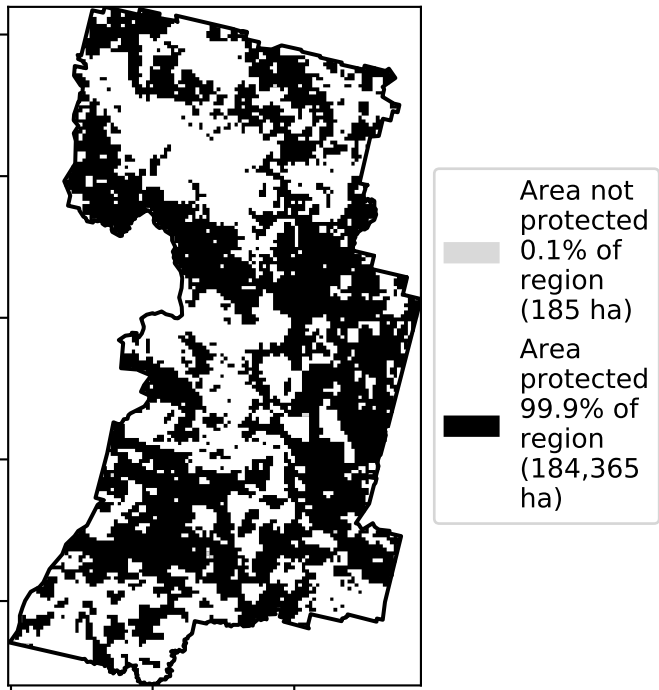 Area not
protected
0.1% of
region
(185 ha)
Area
protected
99.9% of
region
(184,365
ha)